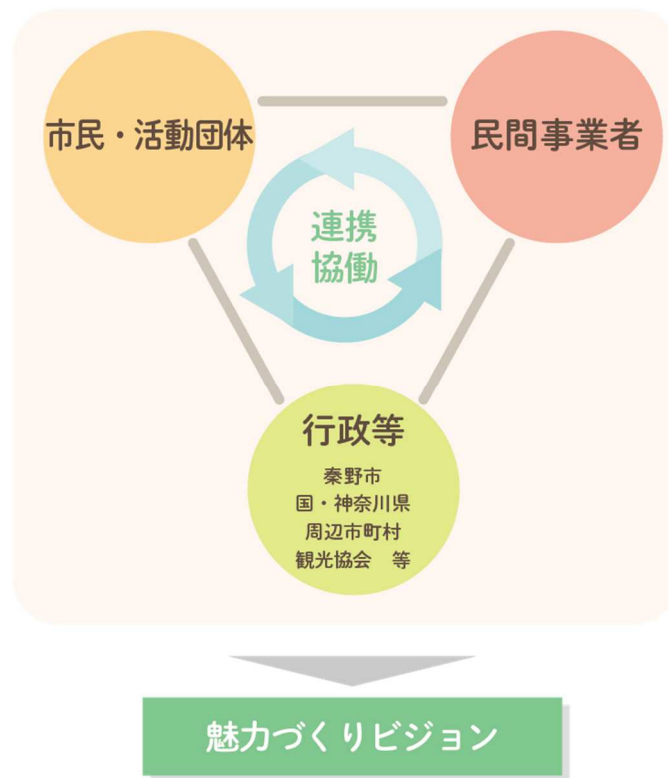 市民・活動団体
民間事業者
連携
協働
行政等
秦野市
国・神奈川県
周辺市町村
観光協会　等
魅力づくりビジョン